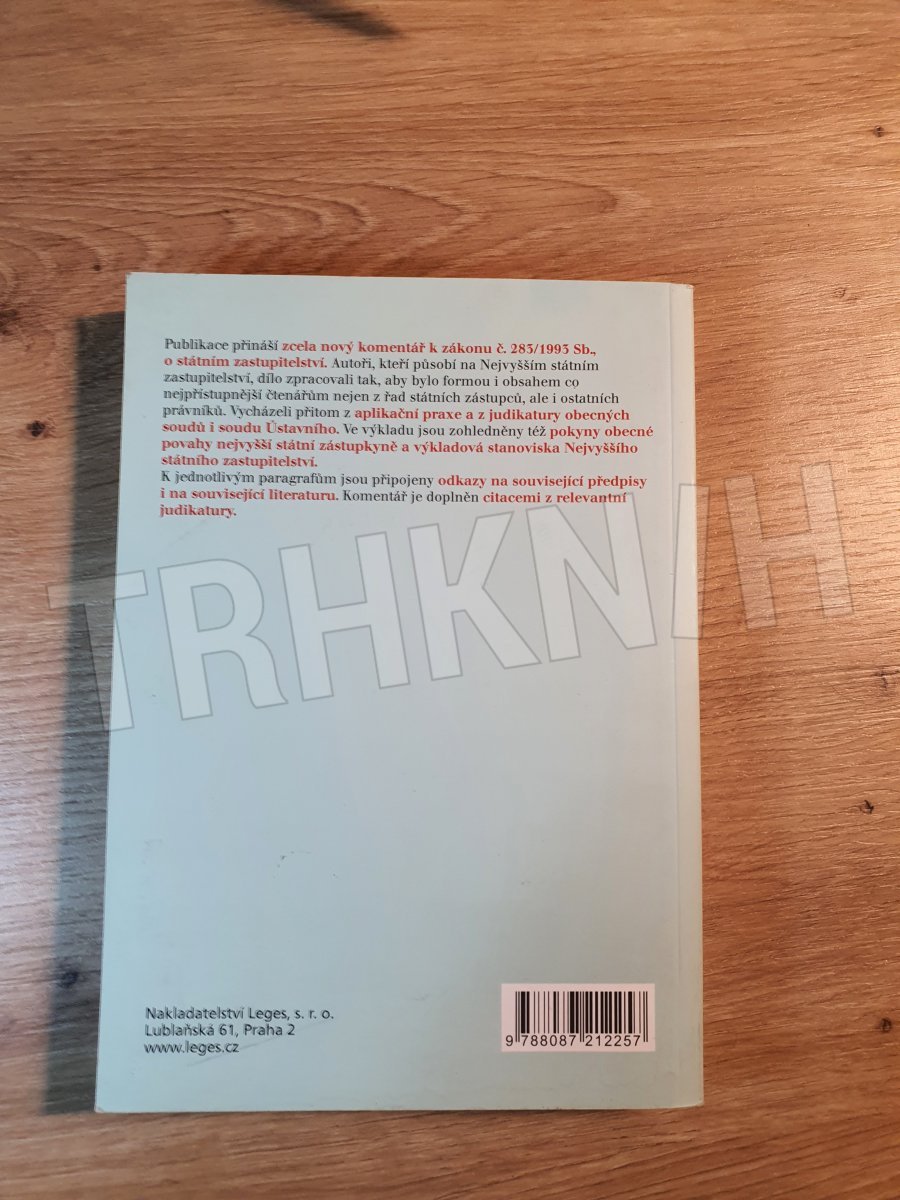 Publikace přináší zcela nový komentář k zákonu č. 283/1993 Sb.,
o státním zastupitelství. Autoři, kteří působí na Nejvyšším státním
zastupitelství, dílo zpracovali tak, aby bylo formou i obsahem co
nejpřístupnější čtenářům nejen z řad státních zástupců, ale i ostatních
právníků. Vycházeli přitom z aplikační praxe a z judikatury obecných
soudů i soudu Ústavního. Ve výkladu jsou zohledněny též pokyny obecné
povahy nejvyšší státní zástupkyně a výkladová stanoviska Nejvyššího
státního zastupitelství.
K jednotlivým paragrafům jsou připojeny odkazy na související předpisy
i na související literaturu. Komentář je doplněn citacemi z relevantní
judikatury.
TRHKNIH
Nakladatelství Leges, s. r. o.
Lublaňská 61, Praha 2
www.leges.cz
9 788087 212257